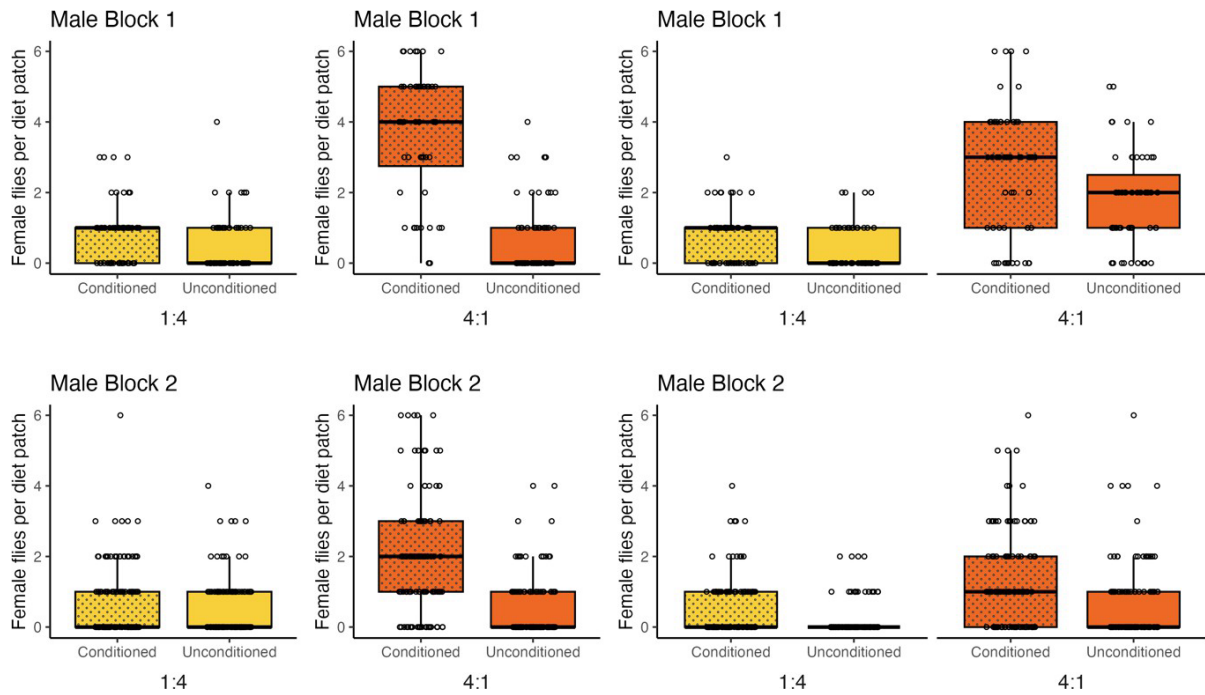 Male Block 1
Female flies per diet patch
6
4
2
0
Conditioned Unconditioned
1:4
Male Block 1
Female flies per diet patch
6
4
2
0
Conditioned Unconditioned
4:1
Male Block 1
Female flies per diet patch
6
4
2
0
Conditioned Unconditioned
1:4
Conditioned Unconditioned
4:1
Male Block 2
Female flies per diet patch
6
4
2
0
Conditioned Unconditioned
1:4
Male Block 2
Female flies per diet patch
6
4
2
0
Conditioned Unconditioned
4:1
Male Block 2
Female flies per diet patch
6
4
2
0
Conditioned Unconditioned
1:4
Conditioned Unconditioned
4:1